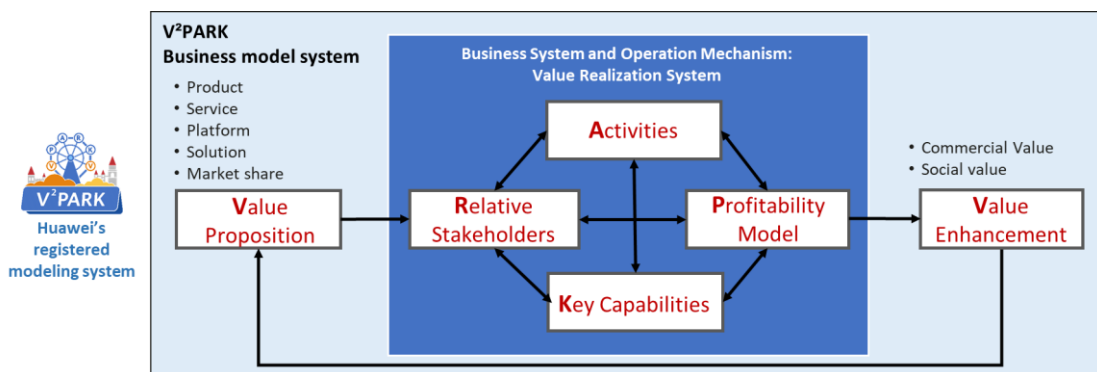 V²PARK
Business model system
• Product
• Service
• Platform
• Solution
• Market share
Business System and Operation Mechanism:
Value Realization System
Activities
• Commercial Value
• Social value
P A R K
V V
V²PARK
Huawei's
registered
modeling system
Value
Proposition
Relative
Stakeholders
Profitability
Model
Value
Enhancement
Key Capabilities